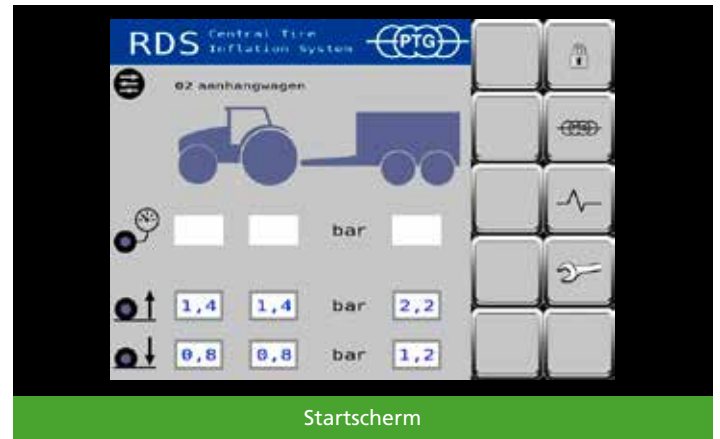 RDS Central Tire Inflation System PTG
02 aanhangwagen
PTG
bar
1,4 1,4 bar 2,2
0,8 0,8 bar 1,2
Startscherm